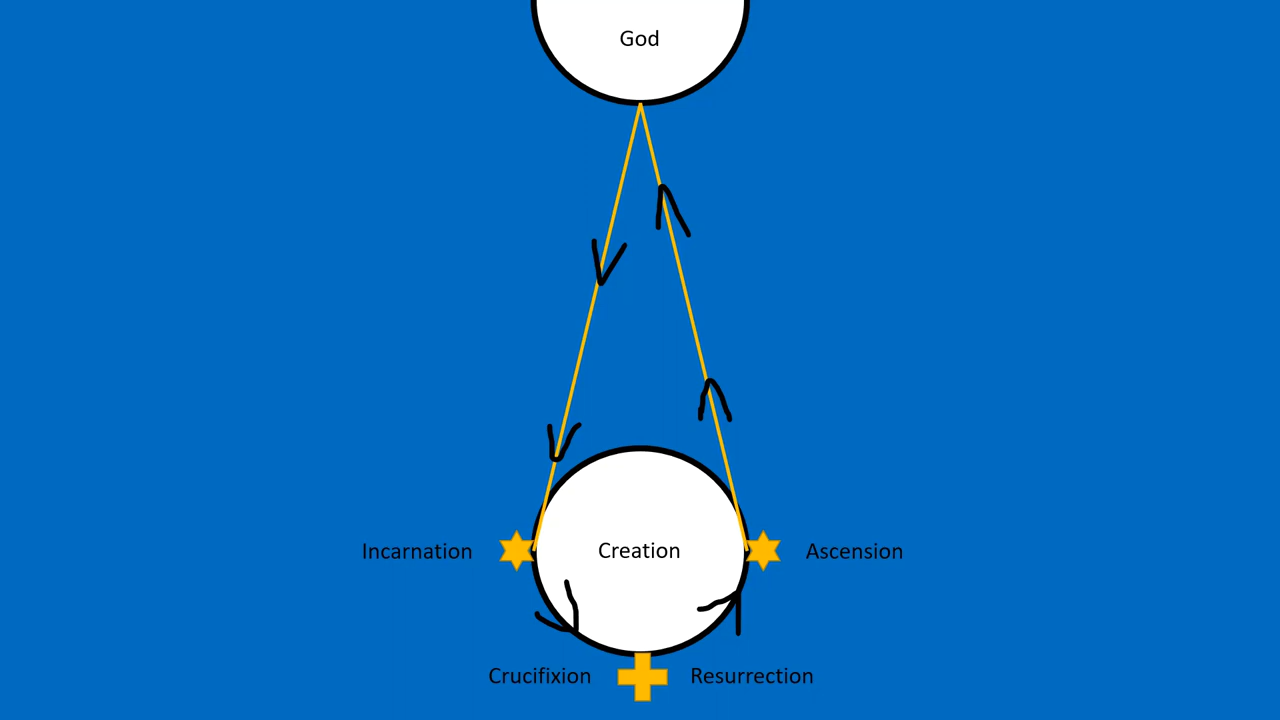 God
Incarnation
Creation
Ascension
Crucifixion
Resurrection